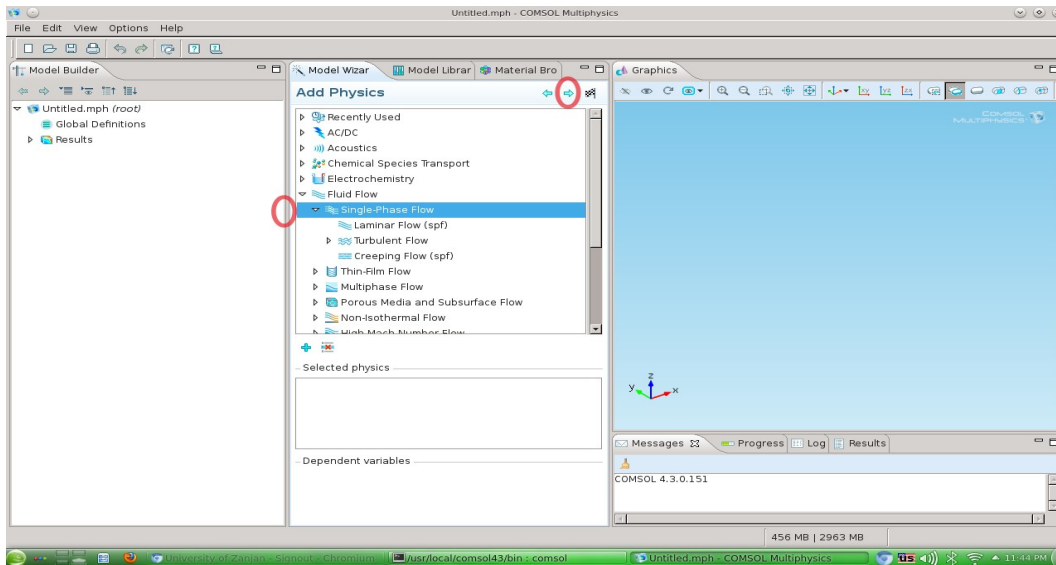 Untitled.mph - COMSOL Multiphysics
File Edit View Options Help
Model Builder
Untitled.mph (root)
Global Definitions
Results
Model Wizar
Model Librar
Material Bro
Add Physics
Recently Used
AC/DC
Acoustics
Chemical Species Transport
Electrochemistry
Fluid Flow
Single-Phase Flow
Laminar Flow (spf)
Turbulent Flow
Creeping Flow (spf)
Thin-Film Flow
Multiphase Flow
Porous Media and Subsurface Flow
Non-Isothermal Flow
High Mach Number Flow
Selected physics
Dependent variables
Graphics
COMSOL
MULTIPHYSICS
z
y x
Messages Progress Log Results
COMSOL 4.3.0.151
456 MB | 2963 MB
University of Zanjan - Signout - Chromium
/usr/local/comsol43/bin : comsol
Untitled.mph - COMSOL Multiphysics
us
11:44 PM